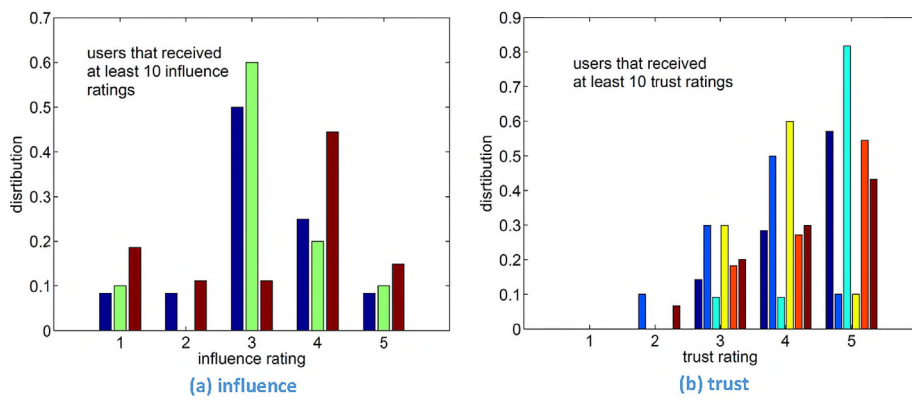 0.7
0.6
0.5
0.4
0.3
0.2
0.1
0
users that received
at least 10 influence
ratings
disrtibution
1 2 3 4 5
influence rating
(a) influence
0.9
0.8
0.7
0.6
0.5
0.4
0.3
0.2
0.1
0
users that received
at least 10 trust ratings
disrtibution
1 2 3 4 5
trust rating
(b) trust